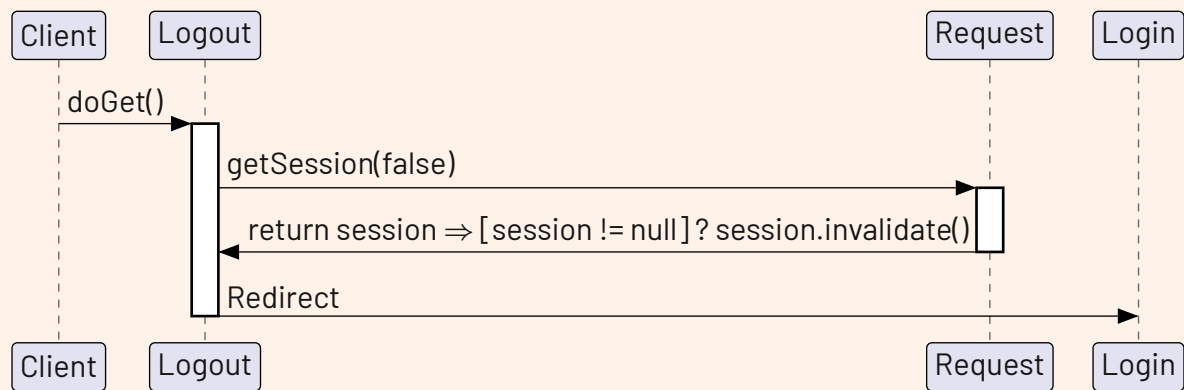 Client
Logout
Request
Login
doGet()
getSession(false)
return session ⇒ [session != null] ? session.invalidate()
Redirect
Client
Logout
Request
Login